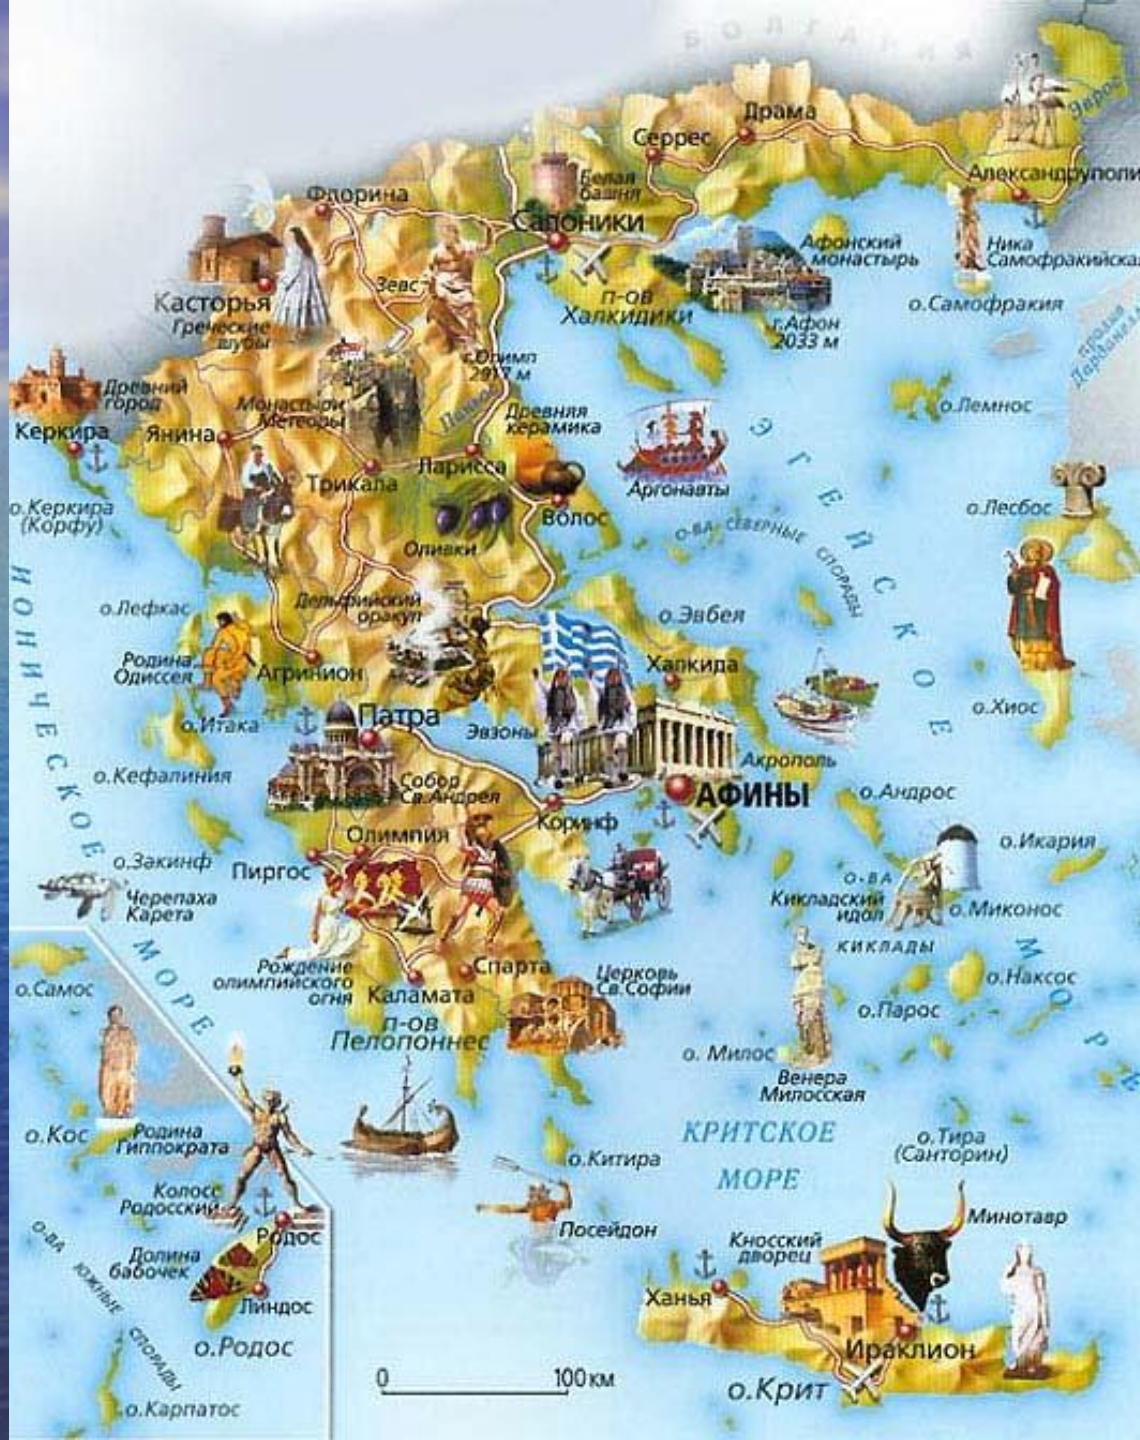 БОЛГАРИЯ
Эврос
Драма
Серрес
Белая
башня
Александруполи
Флорина
Салоники
Афонский
монастырь
Ника
Самофракийска
Зевс
Касторья
Греческие
шубы
п-ов
Халкидики
о.Самофракия
г.Афон
2033 м
г.Олимп
2917 м
пролив
Дарданеллы
Древний
город
Монастыри
Метеоры
Древняя
керамика
о.Лемнос
Керкира
Янина
Ларисса
Трикала
Аргонавты
о.Керкира
(Корфу)
Волос
о.Лесбос
Оливки
о-ва Северные Спорады
ЭГЕЙСКОЕ МОРЕ
о.Лефкас
Дельфийский
оракул
о.Эвбея
Родина
Одиссея
Агринион
Халкида
о.Итака
Патра
Эвзоны
о.Хиос
ИОНИЧЕСКОЕ МОРЕ
о.Кефалиния
Собор
Св.Андрея
Акрополь
АФИНЫ
о.Андрос
Коринф
Олимпия
о.Закинф
Пиргос
о.Икария
Черепаха
Карета
о-ва
Кикладский
идол
о.Миконос
КИКЛАДЫ
Рождение
олимпийского
огня
Спарта
Каламата
Церковь
Св.Софии
о.Наксос
о.Самос
о.Парос
п-ов
Пелопоннес
о. Милос
Венера
Милосская
о.Кос
Родина
Гиппократа
КРИТСКОЕ
МОРЕ
о.Тира
(Санторин)
о.Китира
Колосс
Родосский
Посейдон
Минотавр
Родос
Кносский
дворец
Долина
бабочек
Ханья
Линдос
о-ва Южные Спорады
о.Родос
Ираклион
0 100 км
о.Крит
о.Карпатос